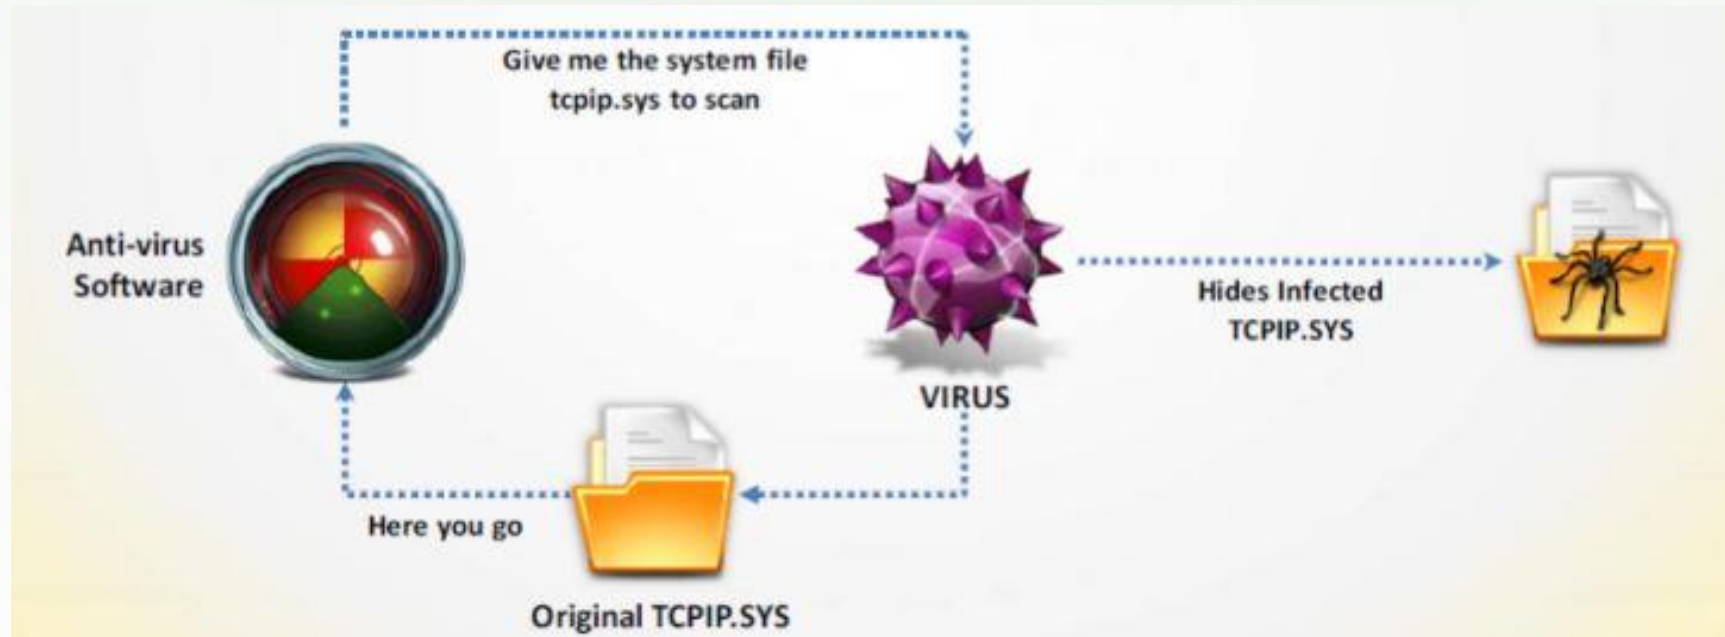 Give me the system file
tcpip.sys to scan
Anti-virus
Software
Hides Infected
TCPIP.SYS
VIRUS
Here you go
Original TCPIP.SYS